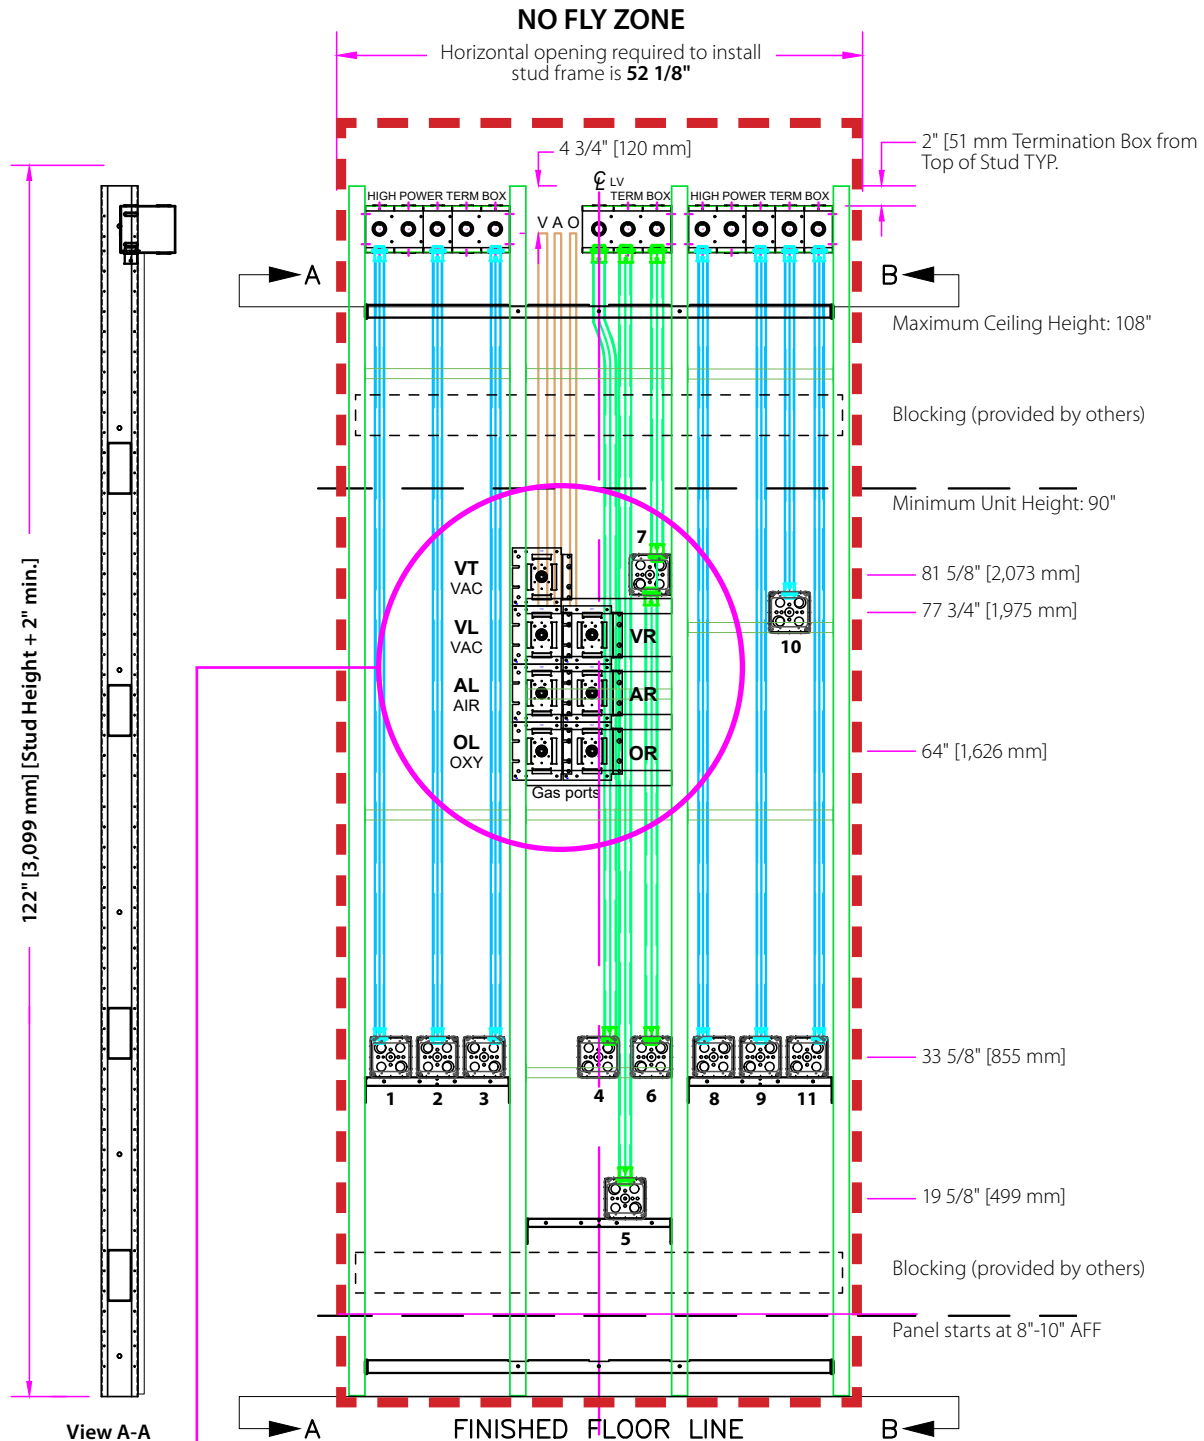 NO FLY ZONE
Horizontal opening required to install
stud frame is 52 1/8"
4 3/4" [120 mm]
2" [51 mm Termination Box from
Top of Stud TYP.
℄ LV
HIGH POWER TERM BOX
TERM BOX
HIGH POWER TERM BOX
V A O
A
B
Maximum Ceiling Height: 108"
Blocking (provided by others)
Minimum Unit Height: 90"
7
VT
VAC
81 5/8" [2,073 mm]
77 3/4" [1,975 mm]
VL
VAC
VR
10
AL
AIR
AR
OL
OXY
OR
64" [1,626 mm]
Gas ports
122" [3,099 mm] [Stud Height + 2" min.]
33 5/8" [855 mm]
1 2 3 4 6 8 9 11
19 5/8" [499 mm]
5
Blocking (provided by others)
Panel starts at 8"-10" AFF
View A-A
A
FINISHED FLOOR LINE
B